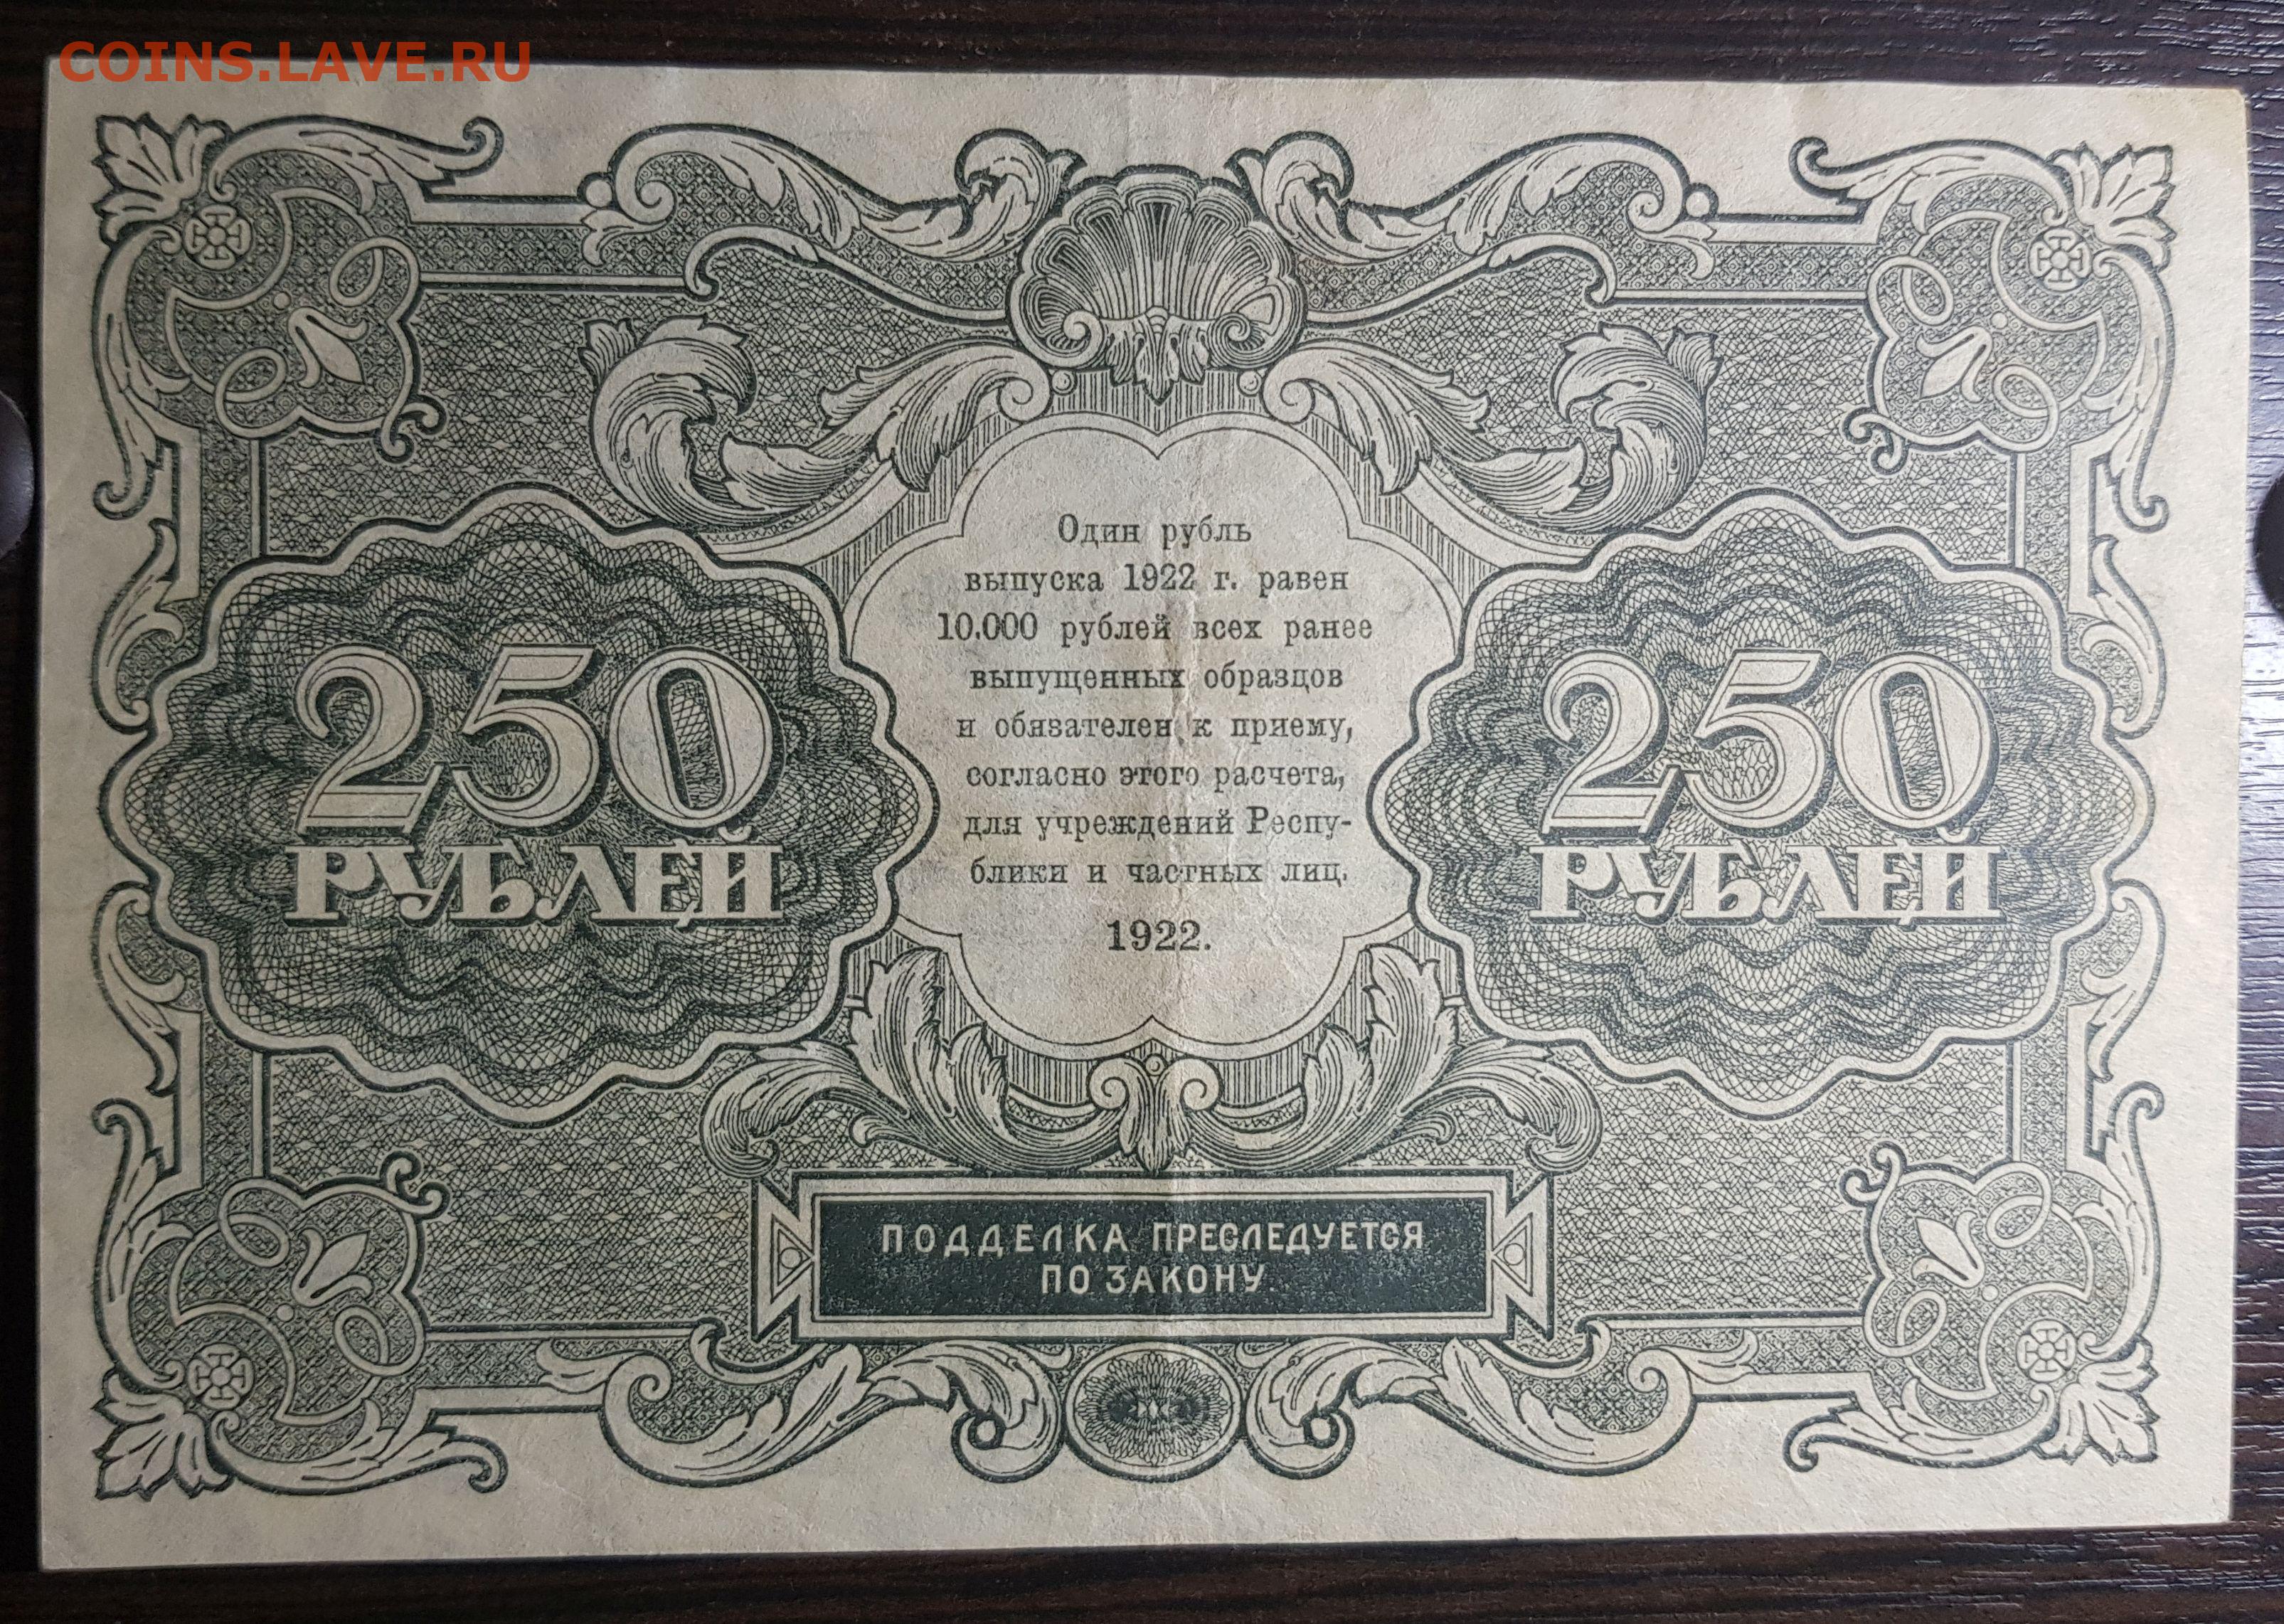 COINS.LAVE.RU
Один рубль
выпуска 1922 г. равен
10.000 рублей всех ранее
выпущенных образцов
и обязателен к приему,
согласно этого расчета,
для учреждений Респу-
блики и частных лиц.
1922.
250
РУБЛЕЙ
250
РУБЛЕЙ
ПОДДЕЛКА ПРЕСЛЕДУЕТСЯ
ПО ЗАКОНУ.